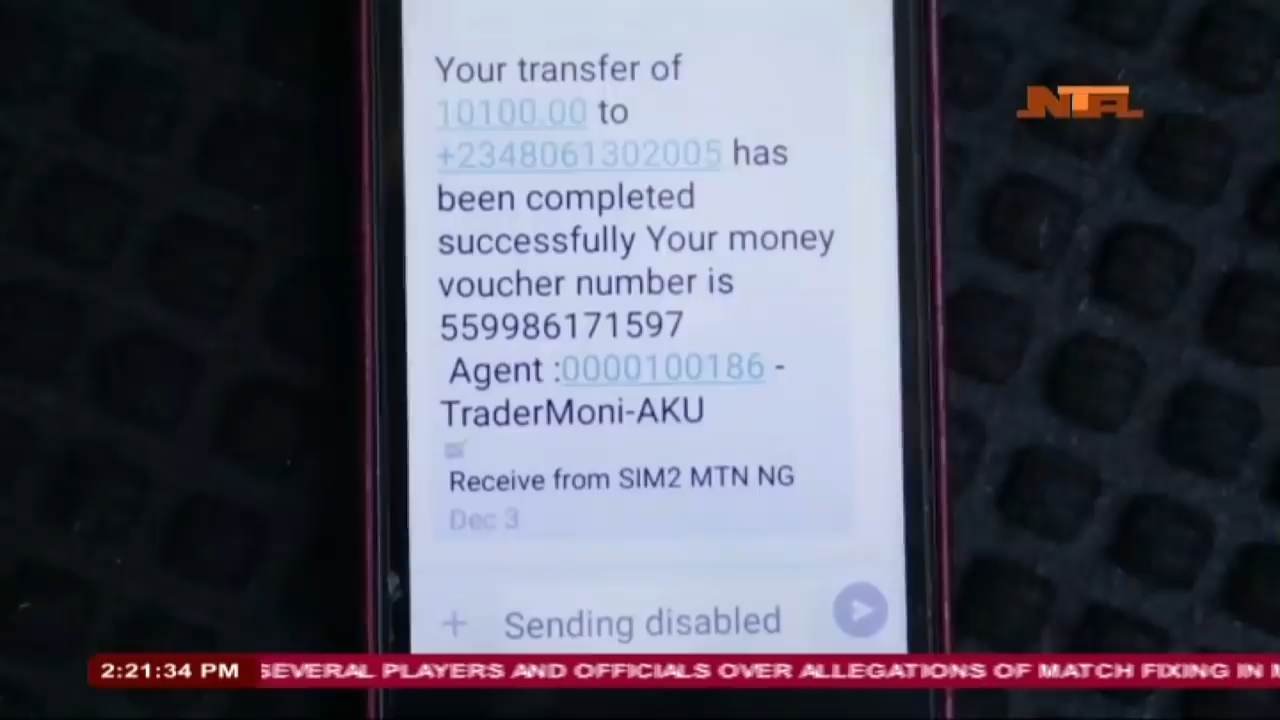 Your transfer of
10100.00 to
+2348061302005 has
been completed
successfully Your money
voucher number is
559986171597
Agent :0000100186 -
TraderMoni-AKU
Receive from SIM2 MTN NG
Dec 3
+ Sending disabled
NTA
2:21:34 PM SEVERAL PLAYERS AND OFFICIALS OVER ALLEGATIONS OF MATCH FIXING IN